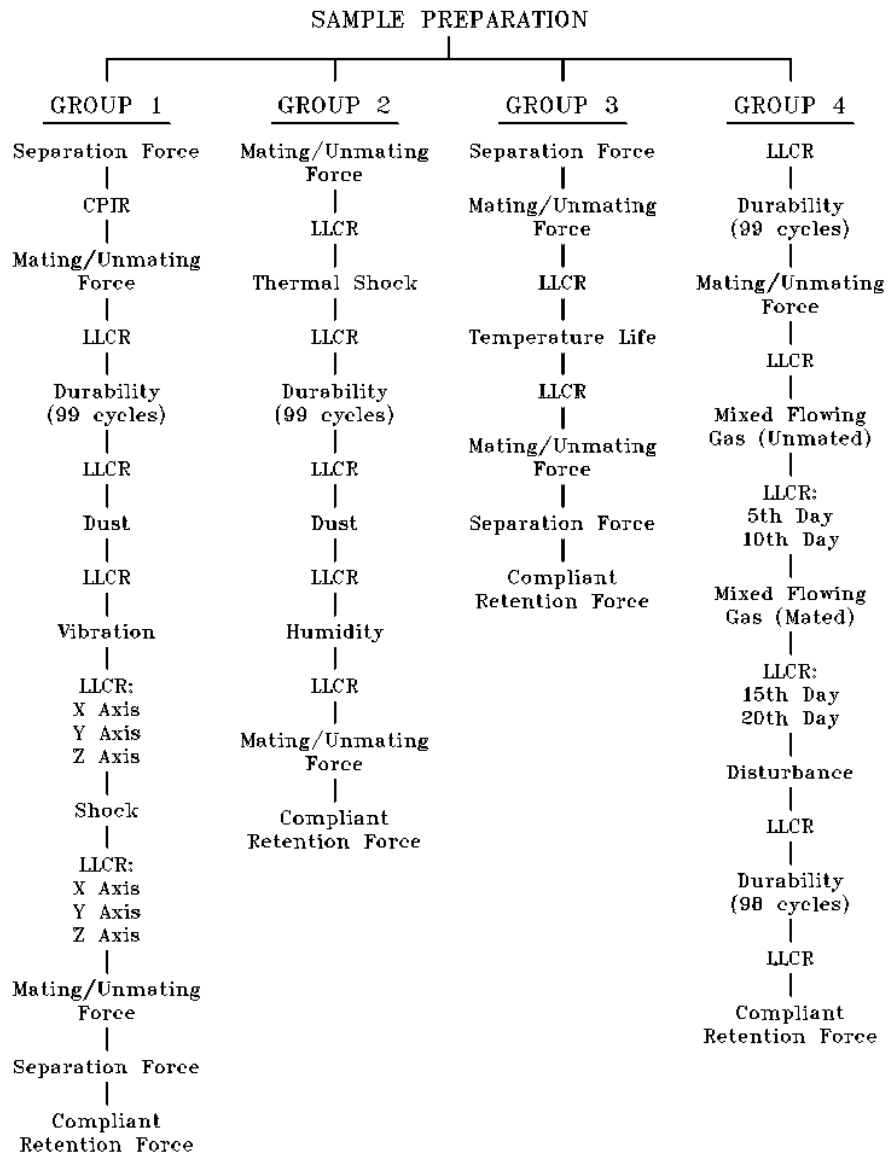 SAMPLE PREPARATION
GROUP 1
Separation Force
CPIR
Mating/Unmating
Force
LLCR
Durability
(99 cycles)
LLCR
Dust
LLCR
Vibration
LLCR:
X Axis
Y Axis
Z Axis
Shock
LLCR:
X Axis
Y Axis
Z Axis
Mating/Unmating
Force
Separation Force
Compliant
Retention Force
GROUP 2
Mating/Unmating
Force
LLCR
Thermal Shock
LLCR
Durability
(99 cycles)
LLCR
Dust
LLCR
Humidity
LLCR
Mating/Unmating
Force
Compliant
Retention Force
GROUP 3
Separation Force
Mating/Unmating
Force
LLCR
Temperature Life
LLCR
Mating/Unmating
Force
Separation Force
Compliant
Retention Force
GROUP 4
LLCR
Durability
(99 cycles)
Mating/Unmating
Force
LLCR
Mixed Flowing
Gas (Unmated)
LLCR:
5th Day
10th Day
Mixed Flowing
Gas (Mated)
LLCR:
15th Day
20th Day
Disturbance
LLCR
Durability
(98 cycles)
LLCR
Compliant
Retention Force